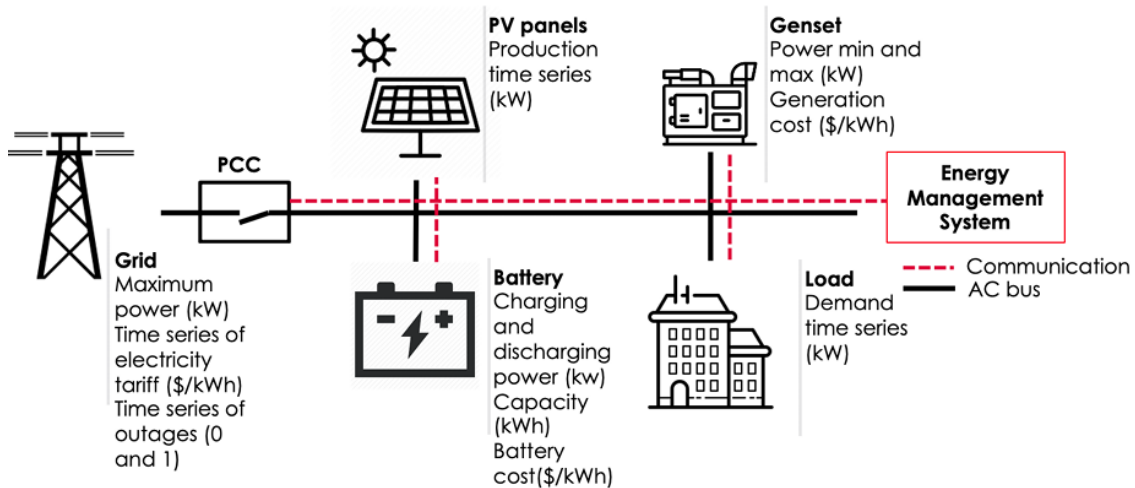 PV panels
Production
time series
(kW)
Genset
Power min and
max (kW)
Generation
cost ($/kWh)
PCC
Energy
Management
System
Grid
Maximum
power (kW)
Time series of
electricity
tariff ($/kWh)
Time series of
outages (0
and 1)
Battery
Charging
and
discharging
power (kw)
Capacity
(kWh)
Battery
cost($/kWh)
Load
Demand
time series
(kW)
Communication
AC bus